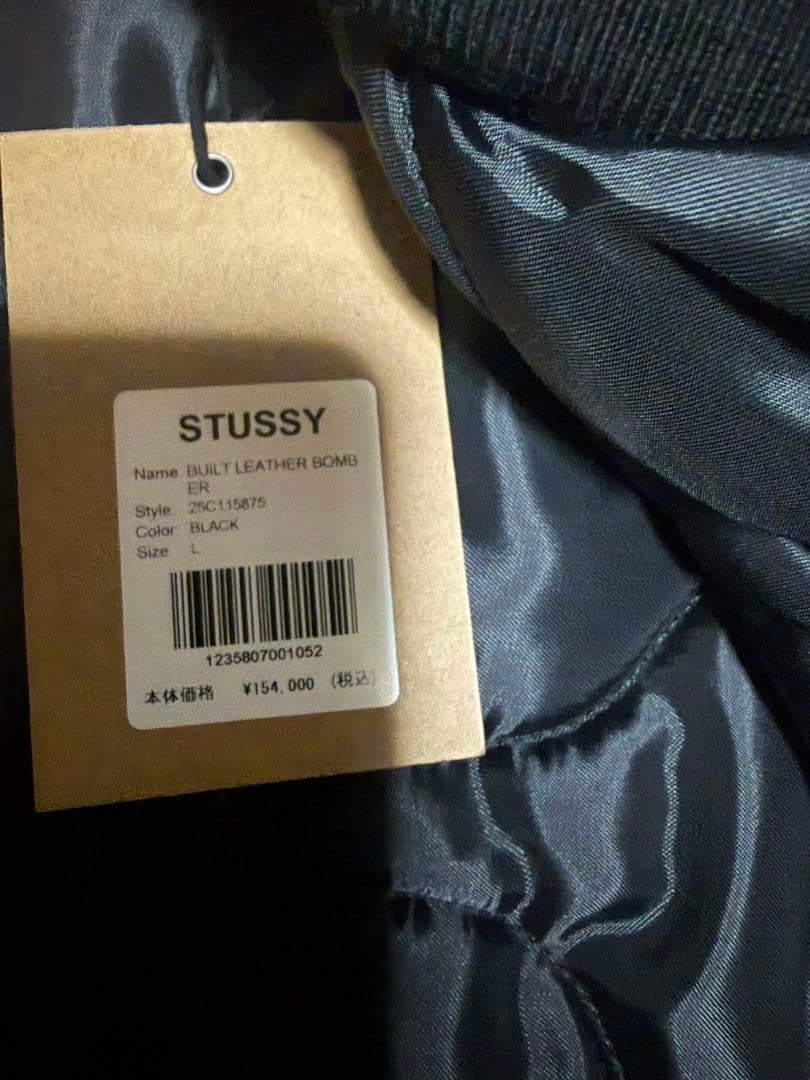 STUSSY
Name BUILT LEATHER BOMB
ER
Style 25C115875
Color BLACK
Size L
1235807001052
本体価格 ¥154,000 (税込)